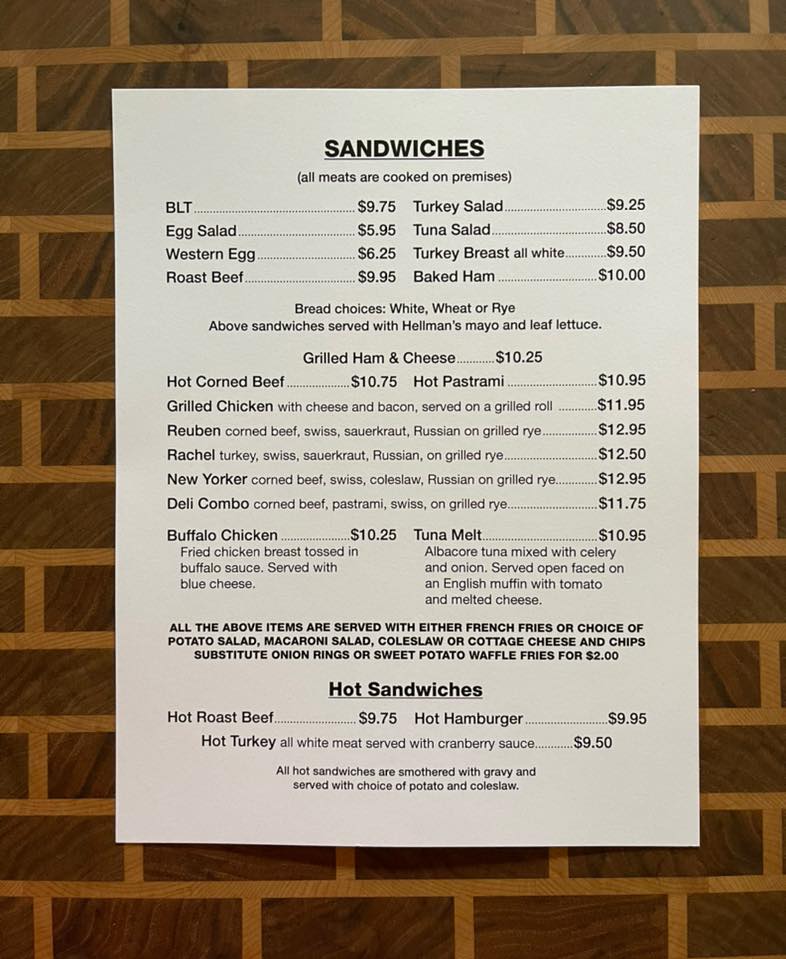 SANDWICHES
(all meats are cooked on premises)
BLT.......................................... $9.75 Turkey Salad..........................$9.25
Egg Salad.............................. $5.95 Tuna Salad.............................$8.50
Western Egg......................... $6.25 Turkey Breast all white...........$9.50
Roast Beef............................ $9.95 Baked Ham ..........................$10.00
Bread choices: White, Wheat or Rye
Above sandwiches served with Hellman's mayo and leaf lettuce.
Grilled Ham & Cheese...........$10.25
Hot Corned Beef.................$10.75 Hot Pastrami ........................$10.95
Grilled Chicken with cheese and bacon, served on a grilled roll ..........$11.95
Reuben corned beef, swiss, sauerkraut, Russian on grilled rye...............$12.95
Rachel turkey, swiss, sauerkraut, Russian, on grilled rye.........................$12.50
New Yorker corned beef, swiss, coleslaw, Russian on grilled rye...........$12.95
Deli Combo corned beef, pastrami, swiss, on grilled rye........................$11.75
Buffalo Chicken ..................$10.25 Tuna Melt...............................$10.95
Fried chicken breast tossed in
buffalo sauce. Served with
blue cheese.
Albacore tuna mixed with celery
and onion. Served open faced on
an English muffin with tomato
and melted cheese.
ALL THE ABOVE ITEMS ARE SERVED WITH EITHER FRENCH FRIES OR CHOICE OF
POTATO SALAD, MACARONI SALAD, COLESLAW OR COTTAGE CHEESE AND CHIPS
SUBSTITUTE ONION RINGS OR SWEET POTATO WAFFLE FRIES FOR $2.00
Hot Sandwiches
Hot Roast Beef..................... $9.75 Hot Hamburger......................$9.95
Hot Turkey all white meat served with cranberry sauce..........$9.50
All hot sandwiches are smothered with gravy and
served with choice of potato and coleslaw.